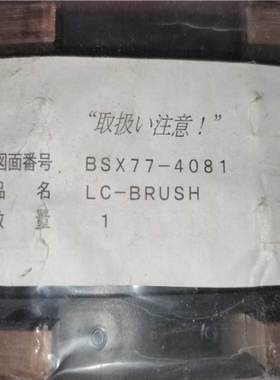 “取扱い注意！”
図面番号 BSX77-4081
品 名 LC-BRUSH
数 量 1